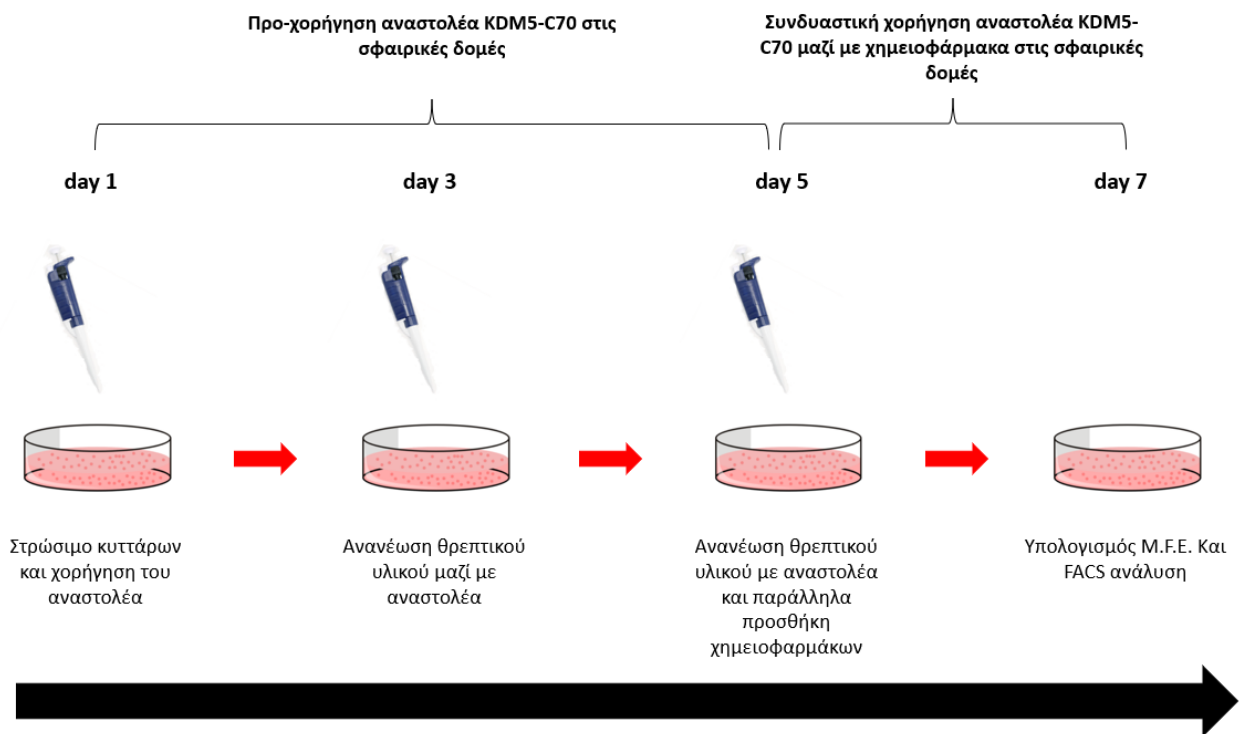 Προ-χορήγηση αναστολέα KDM5-C70 στις
σφαιρικές δομές
Συνδυαστική χορήγηση αναστολέα KDM5-
C70 μαζί με χημειοφάρμακα στις σφαιρικές
δομές
day 1
day 3
day 5
day 7
Στρώσιμο κυττάρων
και χορήγηση του
αναστολέα
Ανανέωση θρεπτικού
υλικού μαζί με
αναστολέα
Ανανέωση θρεπτικού
υλικού με αναστολέα
και παράλληλα
προσθήκη
χημειοφαρμάκων
Υπολογισμός M.F.E. Και
FACS ανάλυση